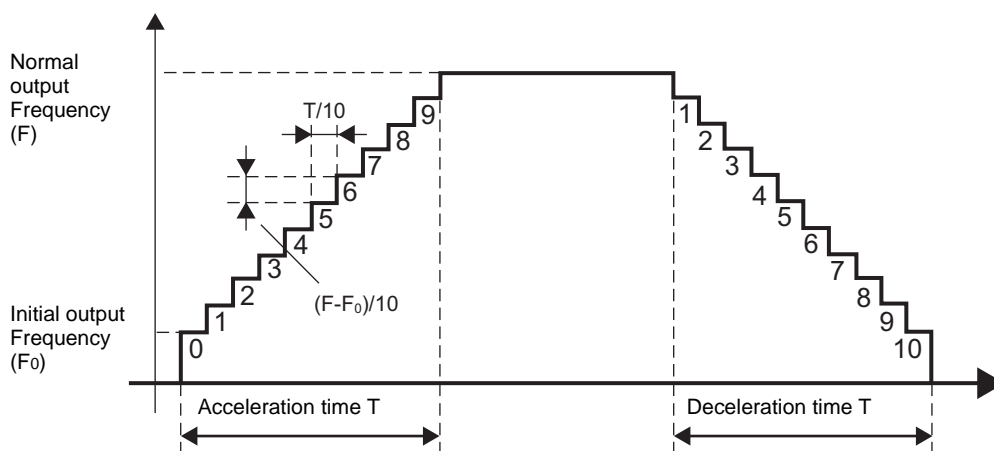 Normal
output
Frequency
(F)
T/10
(F-F0)/10
Initial output
Frequency
(F0)
0
1
2
3
4
5
6
7
8
9
1
2
3
4
5
6
7
8
9
10
Acceleration time T
Deceleration time T